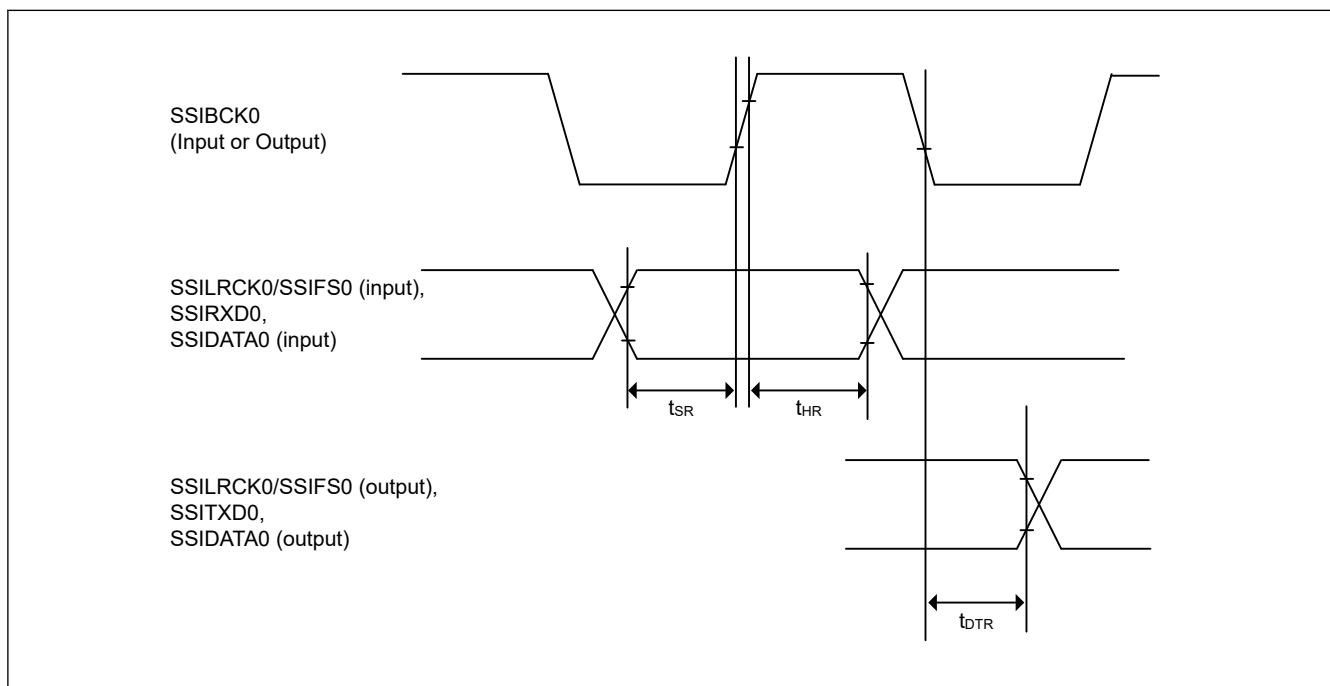 SSIBCK0
(Input or Output)
SSILRCK0/SSIFS0 (input),
SSIRXD0,
SSIDATA0 (input)
tSR
tHR
SSILRCK0/SSIFS0 (output),
SSITXD0,
SSIDATA0 (output)
tDTR